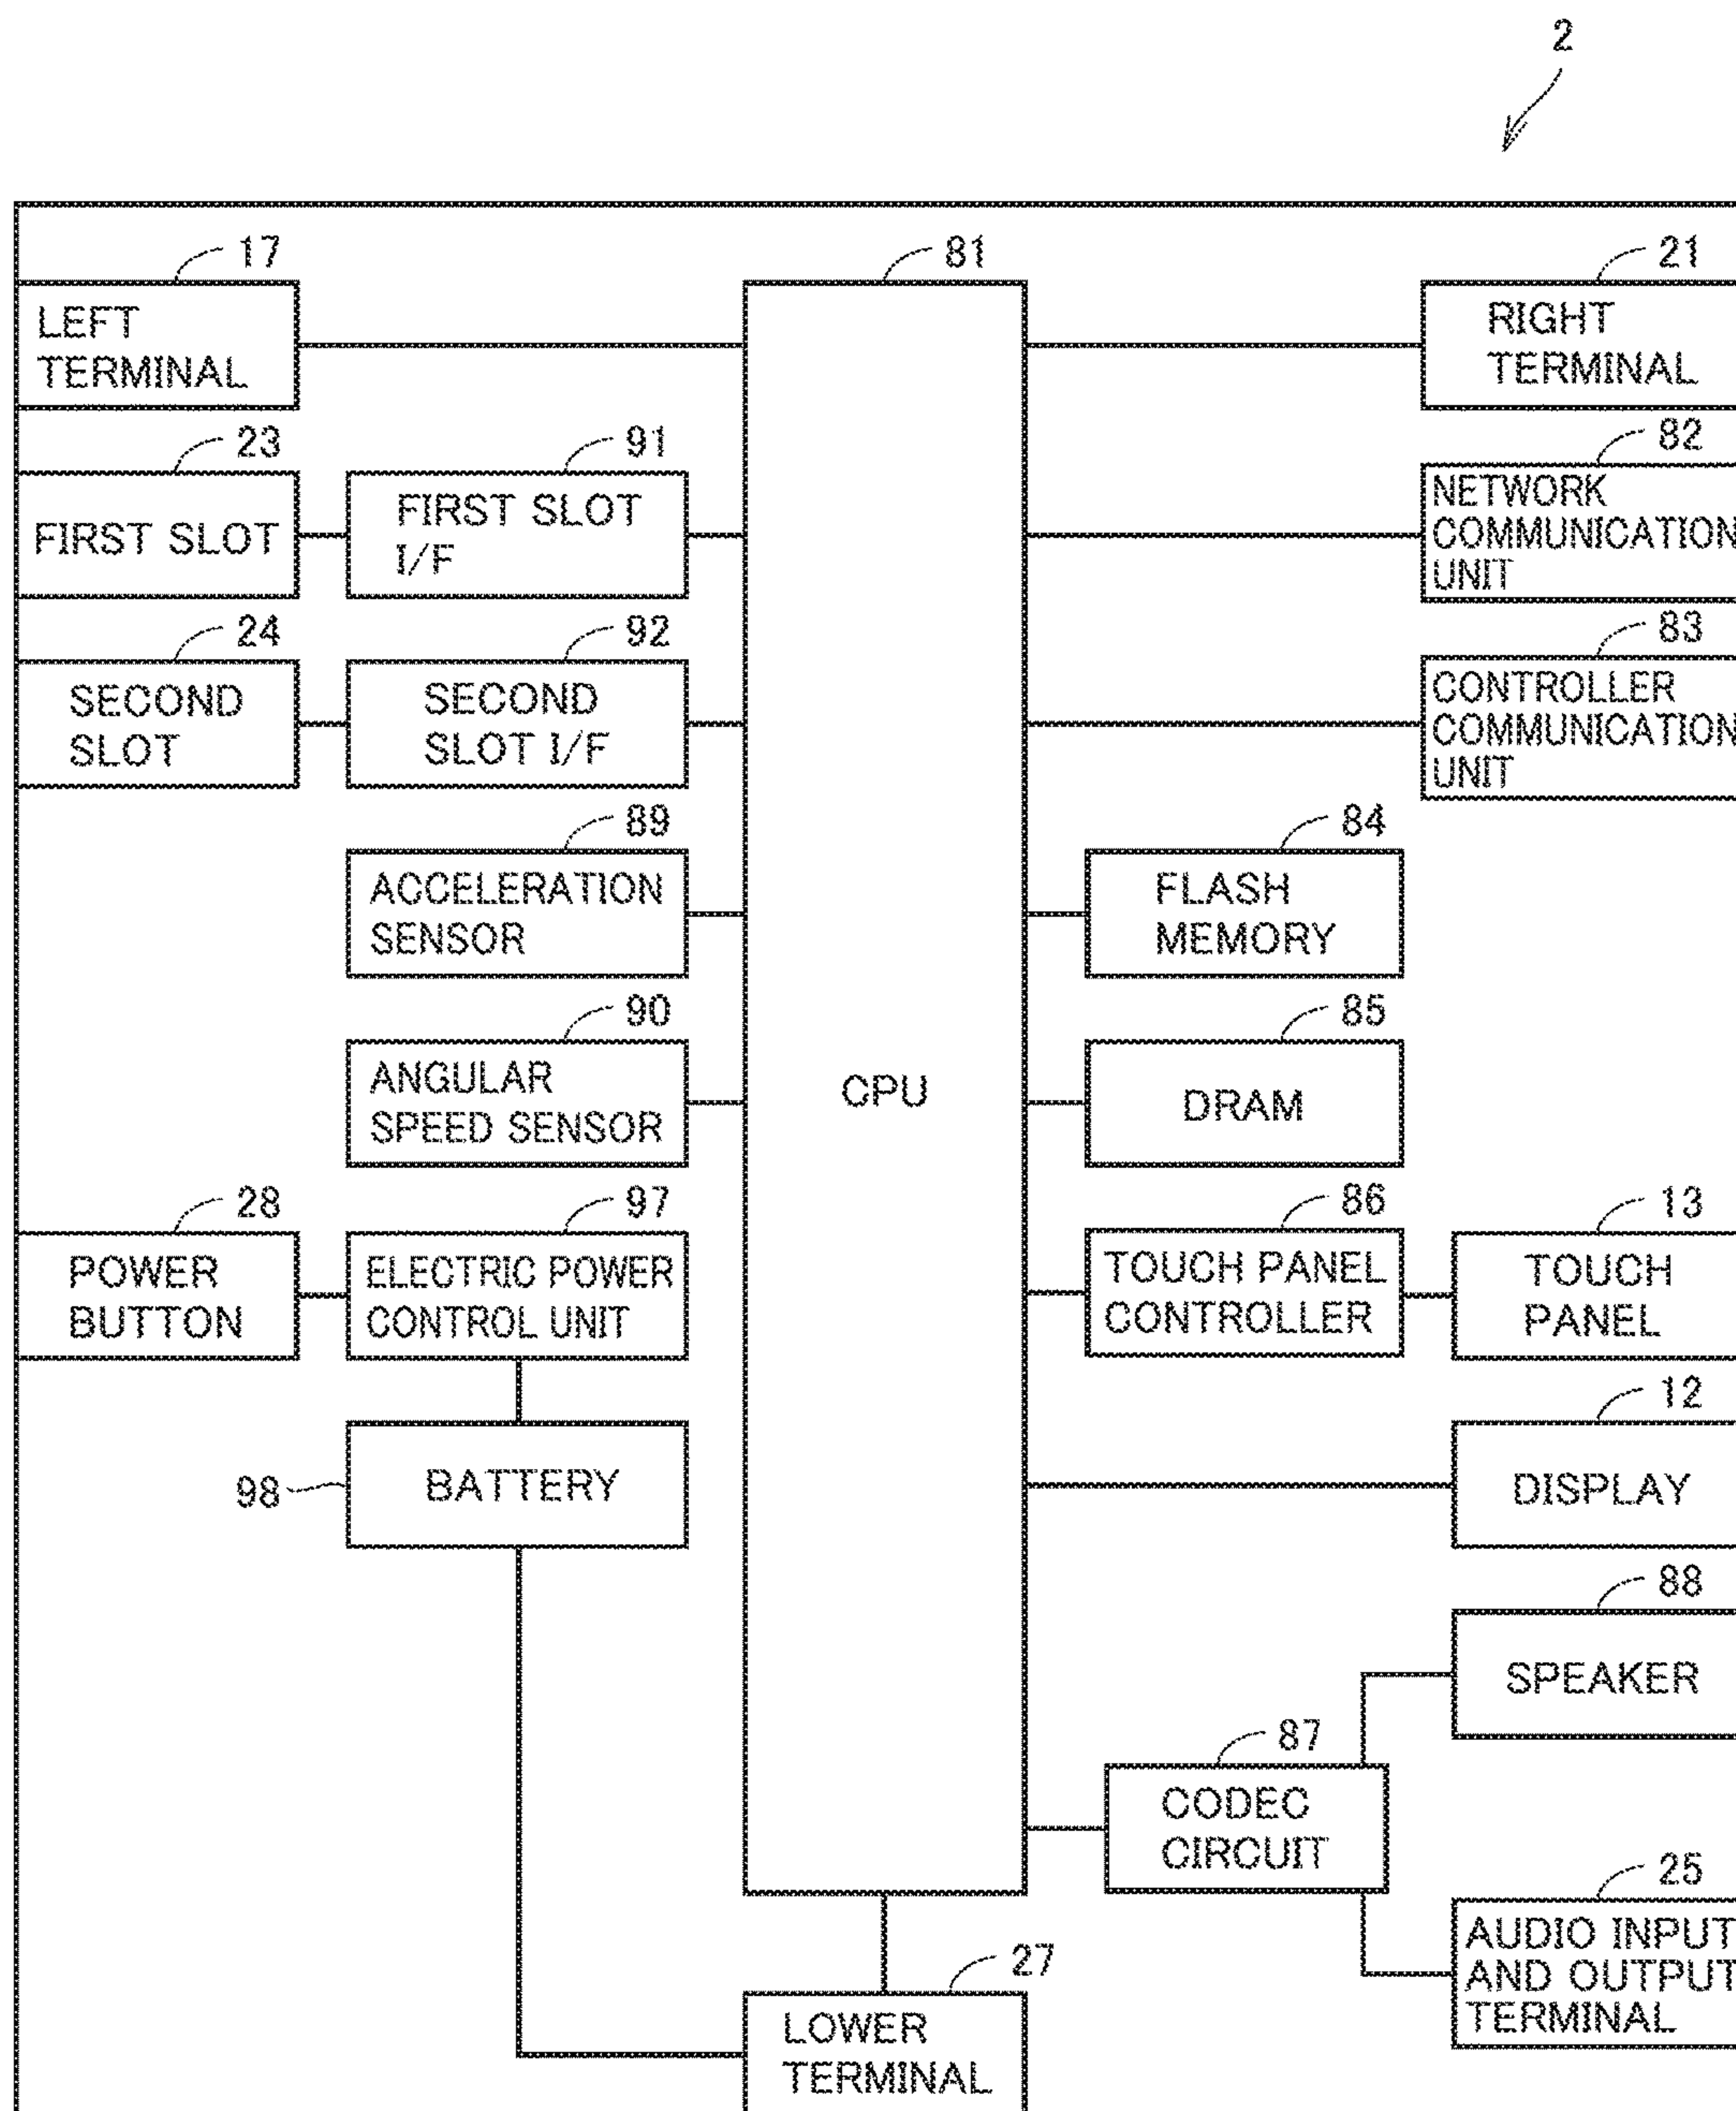 2
17
LEFT
TERMINAL
81
CPU
21
RIGHT
TERMINAL
23
FIRST SLOT
91
FIRST SLOT
I/F
82
NETWORK
COMMUNICATION
UNIT
24
SECOND
SLOT
92
SECOND
SLOT I/F
83
CONTROLLER
COMMUNICATION
UNIT
89
ACCELERATION
SENSOR
84
FLASH
MEMORY
90
ANGULAR
SPEED SENSOR
85
DRAM
28
POWER
BUTTON
97
ELECTRIC POWER
CONTROL UNIT
86
TOUCH PANEL
CONTROLLER
13
TOUCH
PANEL
98
BATTERY
12
DISPLAY
88
SPEAKER
87
CODEC
CIRCUIT
25
AUDIO INPUT
AND OUTPUT
TERMINAL
27
LOWER
TERMINAL